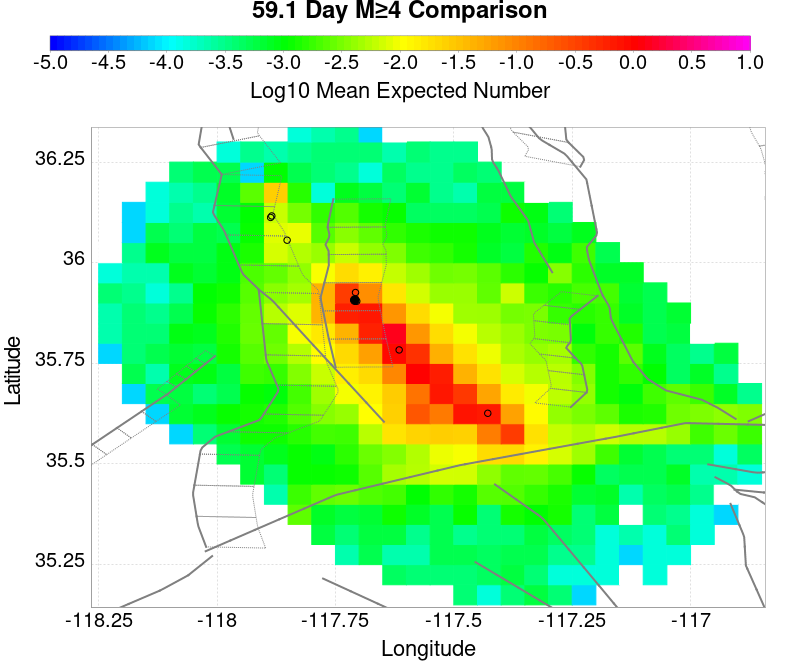 59.1 Day M≥4 Comparison
-5.0 -4.5 -4.0 -3.5 -3.0 -2.5 -2.0 -1.5 -1.0 -0.5 0.0 0.5 1.0
Log10 Mean Expected Number
36.25
36
35.75
35.5
35.25
Latitude
-118.25 -118 -117.75 -117.5 -117.25 -117
Longitude